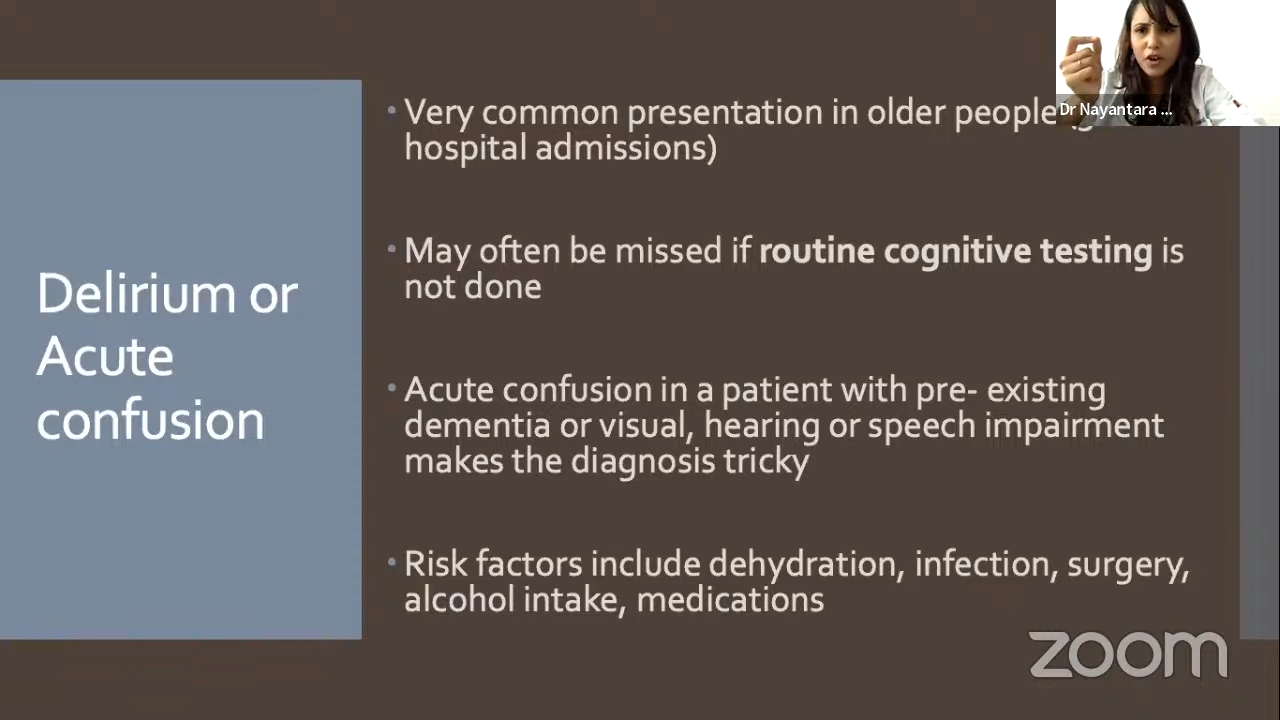 Delirium or
Acute
confusion
• Very common presentation in older people
hospital admissions)
• May often be missed if routine cognitive testing is
not done
• Acute confusion in a patient with pre- existing
dementia or visual, hearing or speech impairment
makes the diagnosis tricky
• Risk factors include dehydration, infection, surgery,
alcohol intake, medications
Dr Nayantara ...
zoom